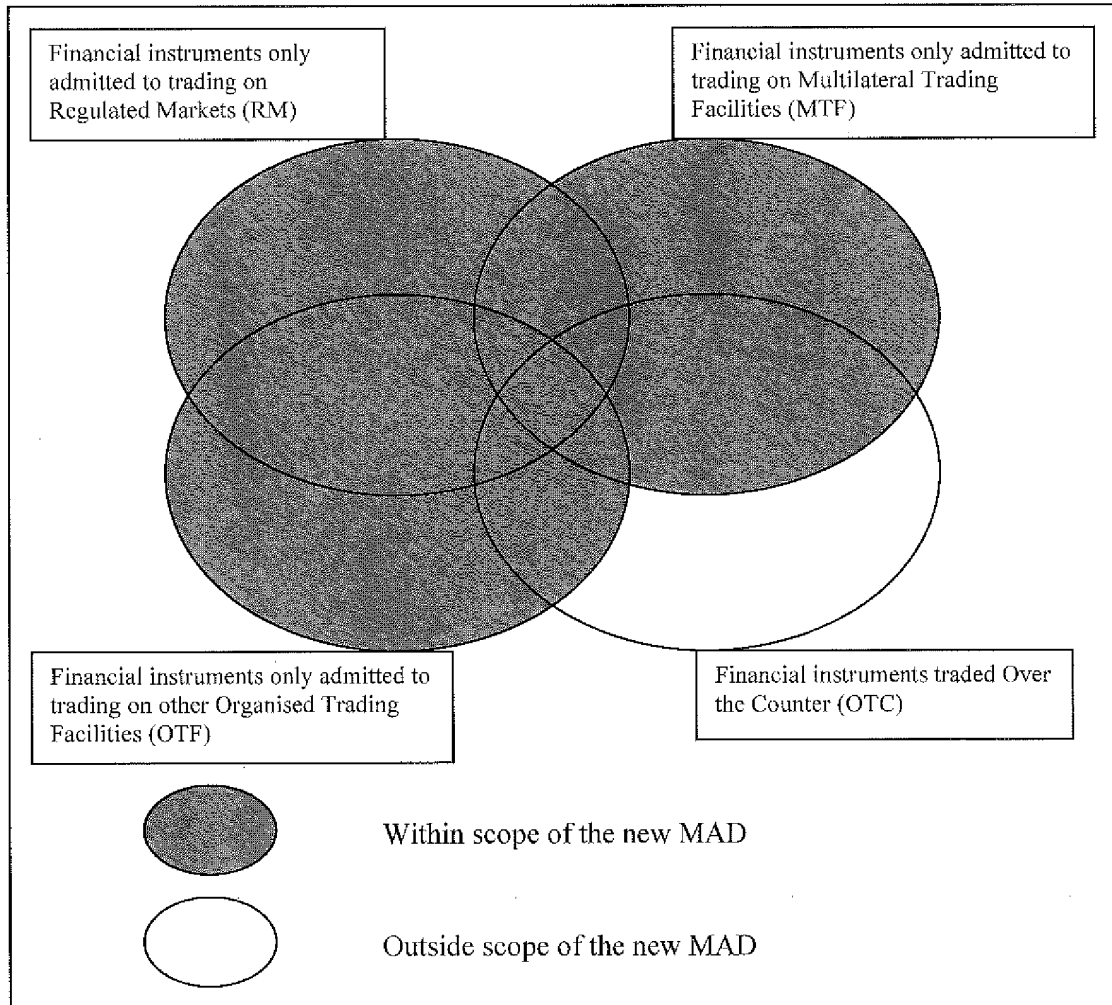 Financial instruments only
admitted to trading on
Regulated Markets (RM)
Financial instruments only admitted to
trading on Multilateral Trading
Facilities (MTF)
Financial instruments only admitted to
trading on other Organised Trading
Facilities (OTF)
Financial instruments traded Over
the Counter (OTC)
Within scope of the new MAD
Outside scope of the new MAD